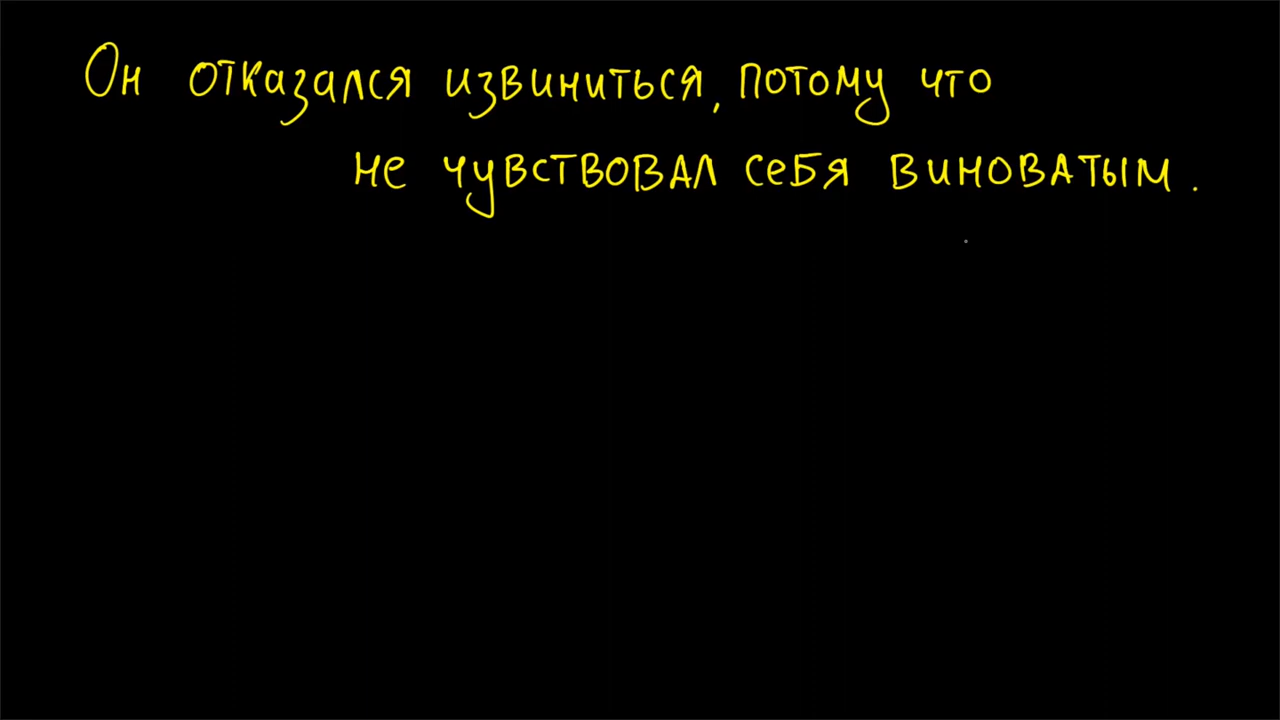 Он отказался извиниться, потому что
не чувствовал себя виноватым.